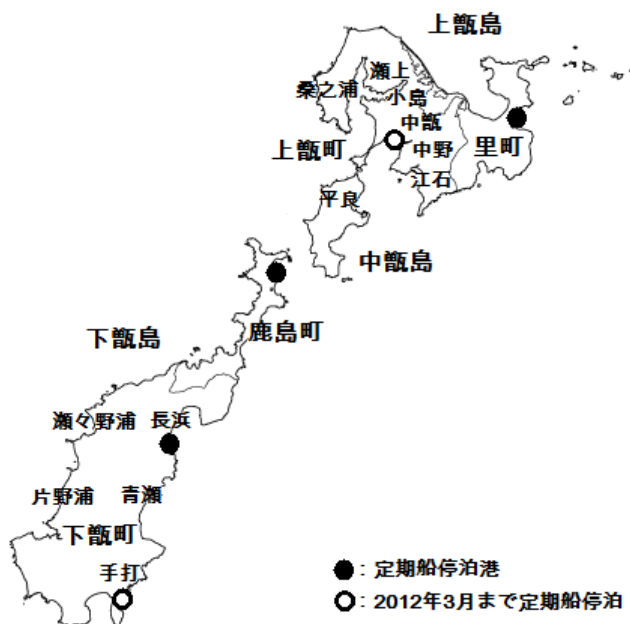 上甑島
瀬上
桑之浦
小島
中甑
里町
上甑町
中野
江石
平良
中甑島
鹿島町
下甑島
瀬々野浦
長浜
片野浦
青瀬
下甑町
手打
●：定期船停泊港
○：2012年3月まで定期船停泊